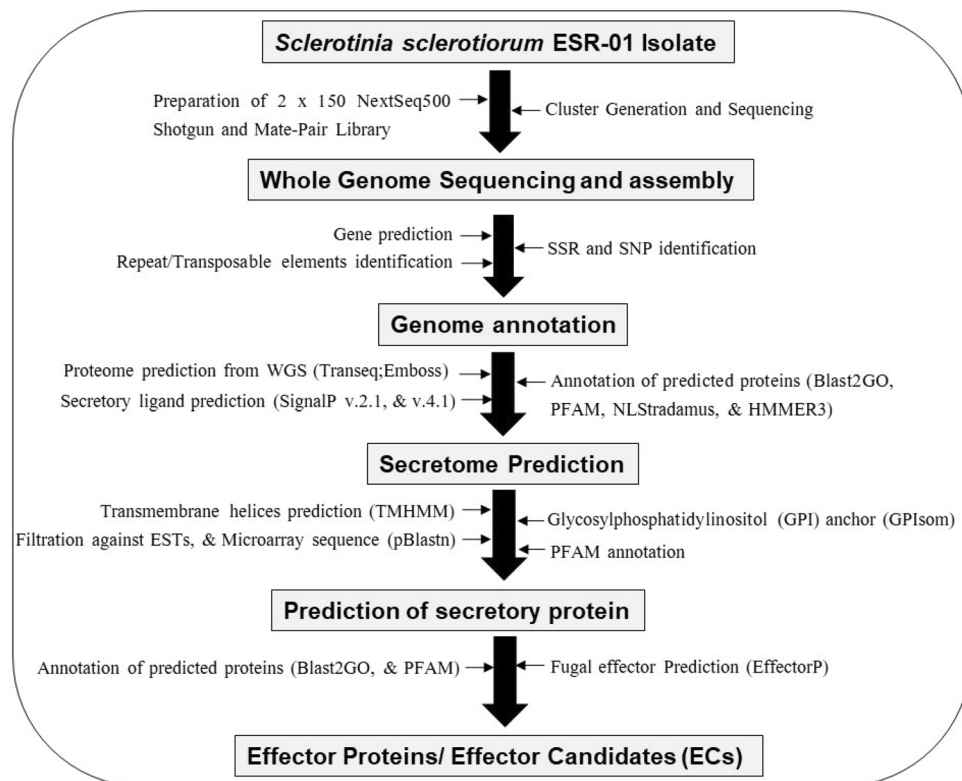 Sclerotinia sclerotiorum ESR-01 Isolate
Preparation of 2 x 150 NextSeq500
Shotgun and Mate-Pair Library
Cluster Generation and Sequencing
Whole Genome Sequencing and assembly
Gene prediction
Repeat/Transposable elements identification
SSR and SNP identification
Genome annotation
Proteome prediction from WGS (Transeq;Emboss)
Secretory ligand prediction (SignalP v.2.1, & v.4.1)
Annotation of predicted proteins (Blast2GO,
PFAM, NLStradamus, & HMMER3)
Secretome Prediction
Transmembrane helices prediction (TMHMM)
Filtration against ESTs, & Microarray sequence (pBlastn)
Glycosylphosphatidylinositol (GPI) anchor (GPIsom)
PFAM annotation
Prediction of secretory protein
Annotation of predicted proteins (Blast2GO, & PFAM)
Fugal effector Prediction (EffectorP)
Effector Proteins/ Effector Candidates (ECs)